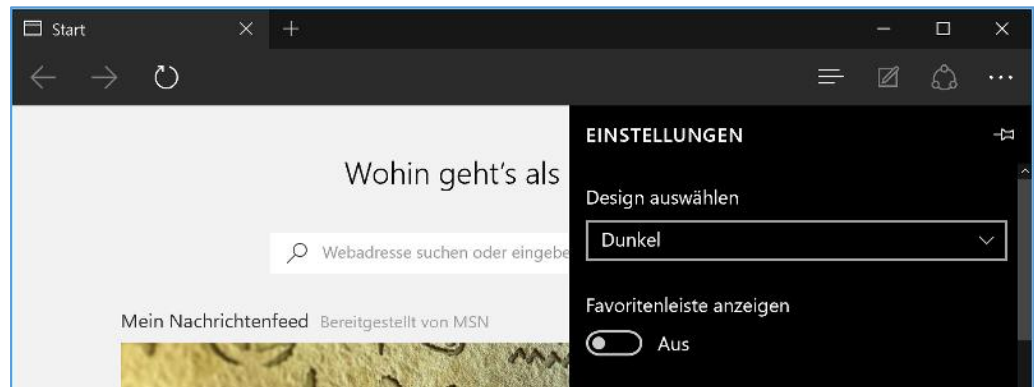 Start
EINSTELLUNGEN
Wohin geht's als
Design auswählen
Dunkel
Webadresse suchen oder
Favoritenleiste anzeigen
Mein Nachrichtenfeed Bereitgestellt von MSN
Aus